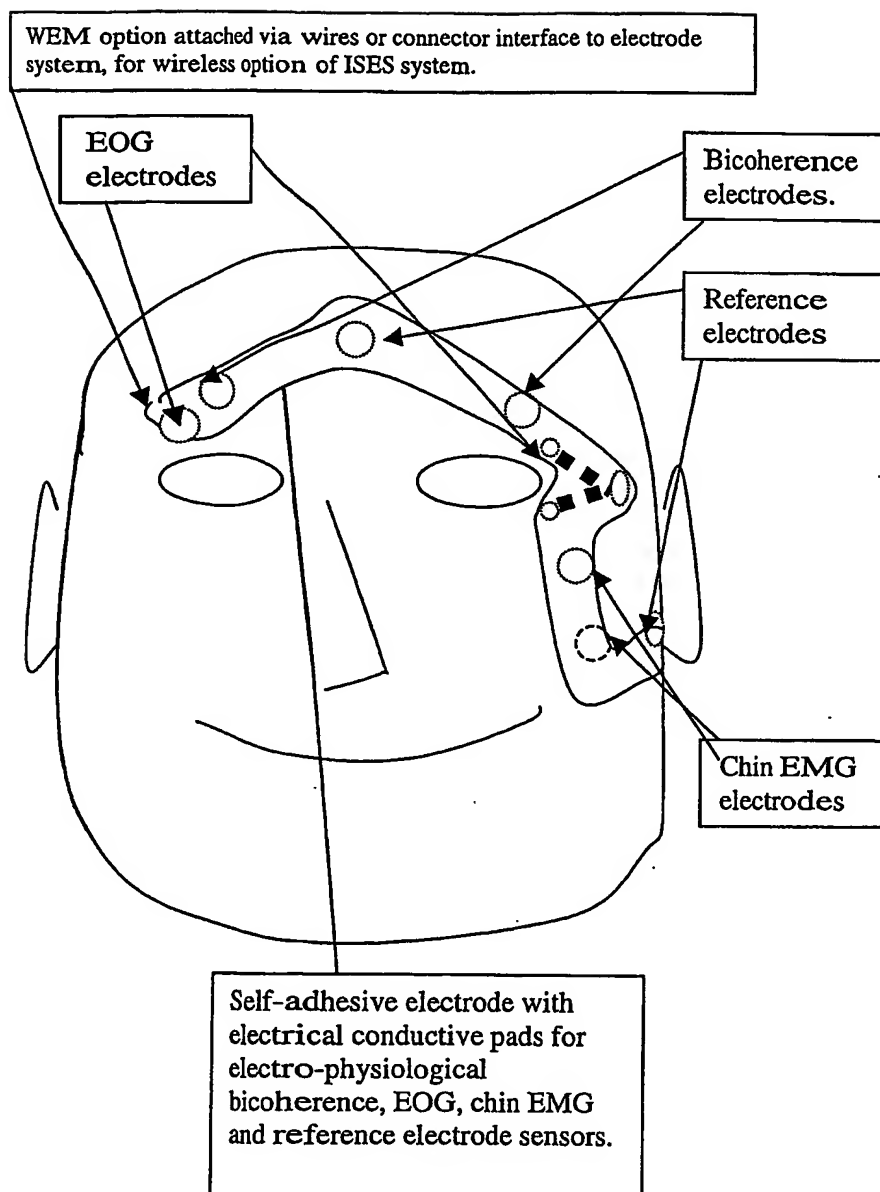 WEM option attached via wires or connector interface to electrode
system, for wireless option of ISES system.
EOG
electrodes
Bicoherence
electrodes.
Reference
electrodes
Chin EMG
electrodes
Self-adhesive electrode with
electrical conductive pads for
electro-physiological
bicoherence, EOG, chin EMG
and reference electrode sensors.